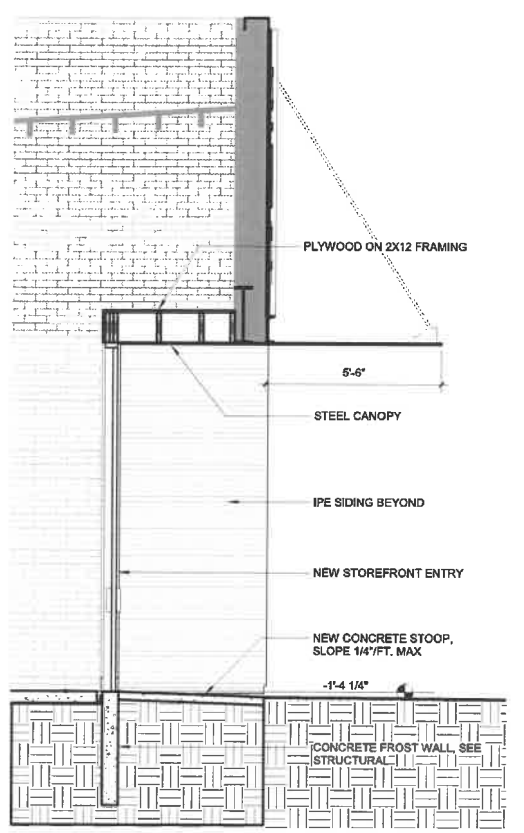 PLYWOOD ON 2X12 FRAMING
5'-6"
STEEL CANOPY
IPE SIDING BEYOND
NEW STOREFRONT ENTRY
NEW CONCRETE STOOP,
SLOPE 1/4"/FT. MAX
-1'-4 1/4"
CONCRETE FROST WALL, SEE
STRUCTURAL